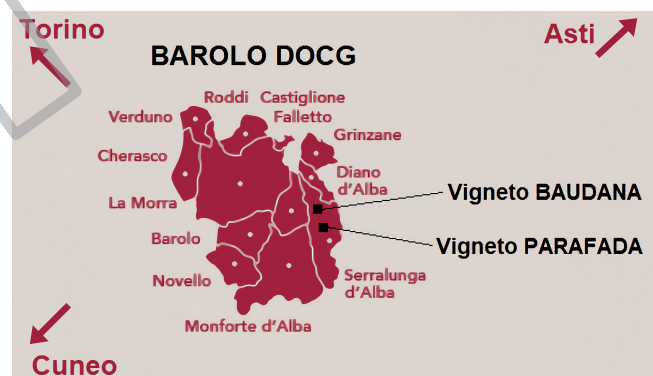 Torino
Asti
BAROLO DOCG
Roddi
Castiglione
Falletto
Verduno
Grinzane
Cherasco
Diano
d'Alba
Vigneto BAUDANA
La Morra
Barolo
Vigneto PARAFADA
Novello
Serralunga
d'Alba
Monforte d'Alba
Cuneo